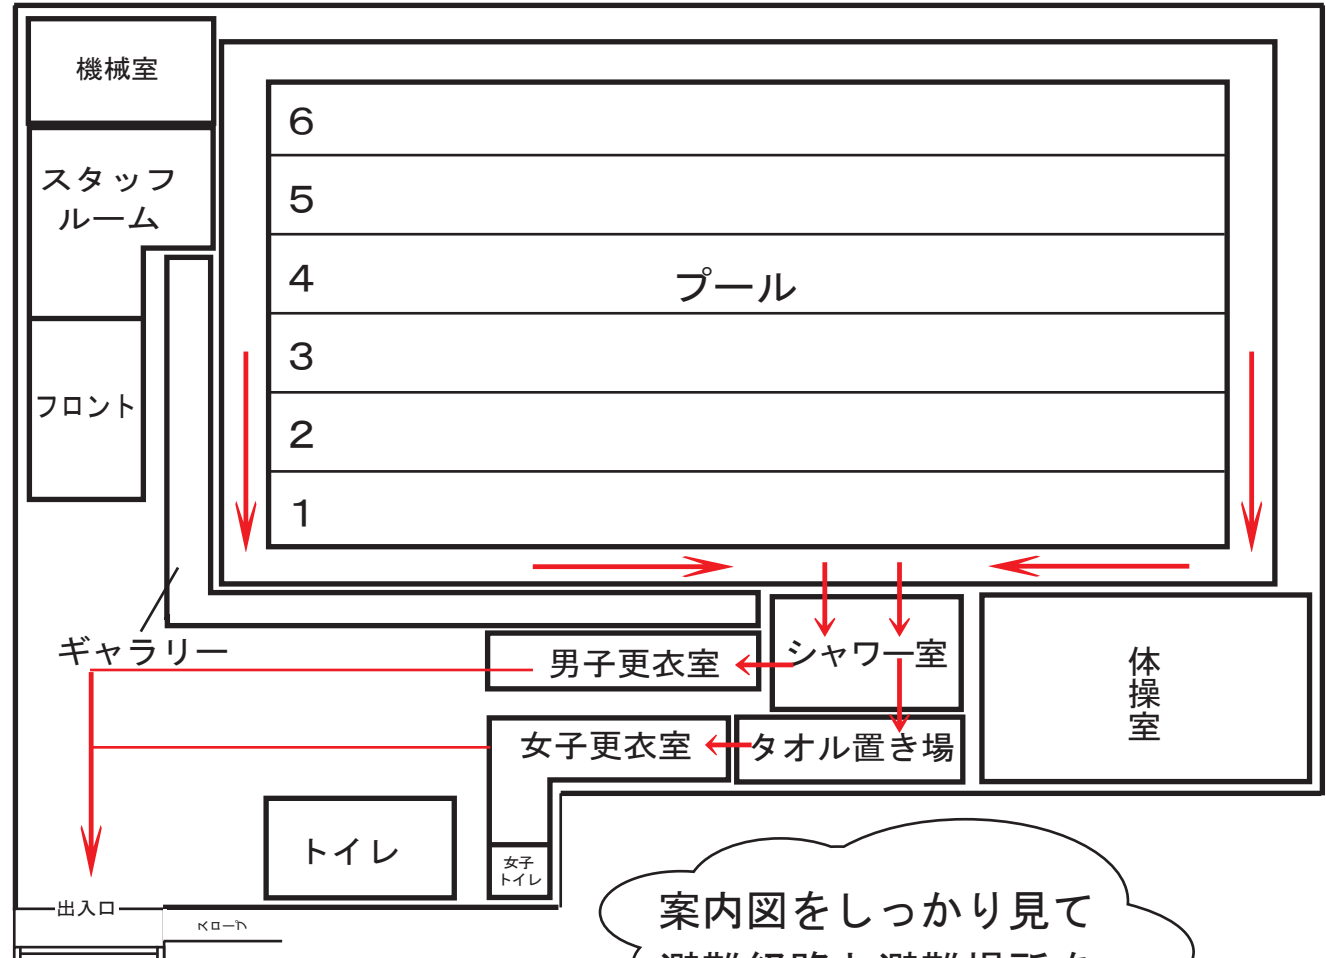 機械室
スタッフ
ルーム
フロント
6
5
4
プール
3
2
1
ギャラリー
男子更衣室
シャワー室
体操室
女子更衣室
タオル置き場
トイレ
女子
トイレ
出入口
スロープ
案内図をしっかり見て